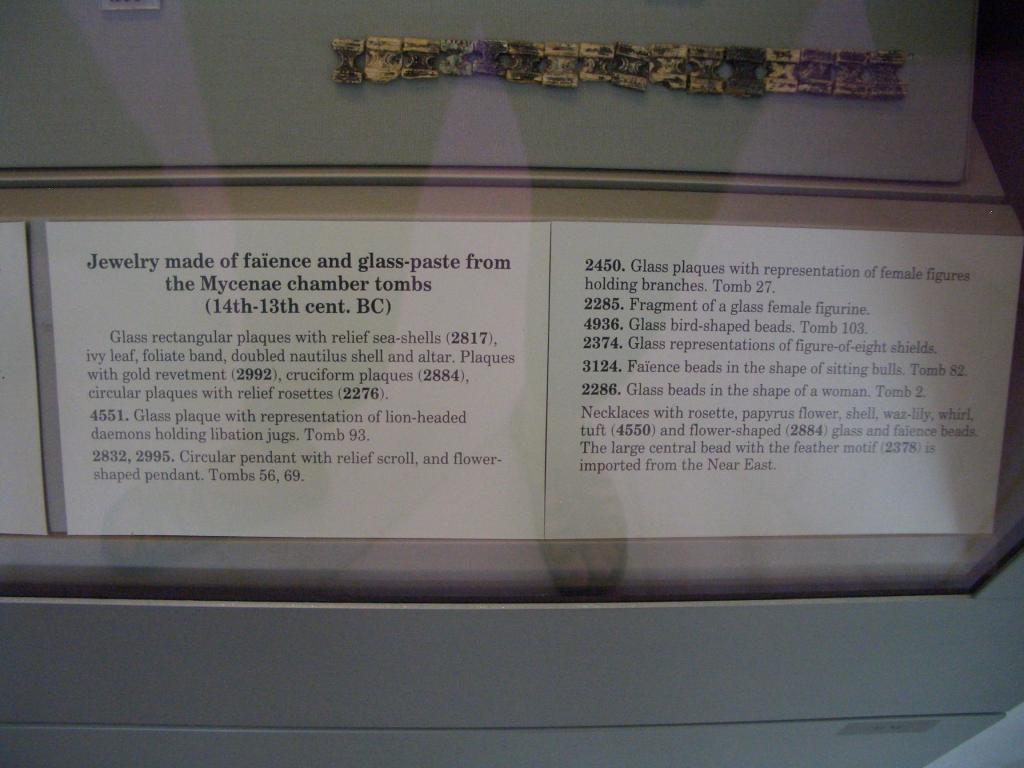 Jewelry made of faïence and glass-paste from
the Mycenae chamber tombs
(14th-13th cent. BC)
Glass rectangular plaques with relief sea-shells (2817),
ivy leaf, foliate band, doubled nautilus shell and altar. Plaques
with gold revetment (2992), cruciform plaques (2884),
circular plaques with relief rosettes (2276).
4551. Glass plaque with representation of lion-headed
daemons holding libation jugs. Tomb 93.
2832, 2995. Circular pendant with relief scroll, and flower-
shaped pendant. Tombs 56, 69.
2450. Glass plaques with representation of female figures
holding branches. Tomb 27.
2285. Fragment of a glass female figurine.
4936. Glass bird-shaped beads. Tomb 103.
2374. Glass representations of figure-of-eight shields.
3124. Faïence beads in the shape of sitting bulls. Tomb 82.
2286. Glass beads in the shape of a woman. Tomb 2.
Necklaces with rosette, papyrus flower, shell, waz-lily, whirl,
tuft (4550) and flower-shaped (2884) glass and faïence beads.
The large central bead with the feather motif (2378) is
imported from the Near East.